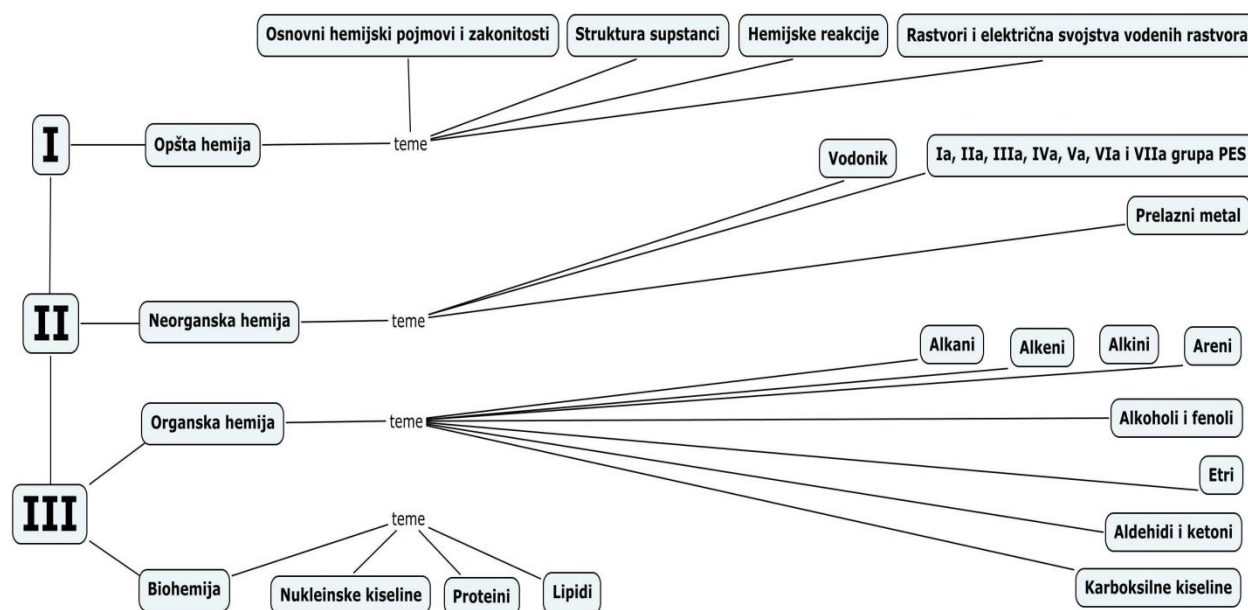 Osnovni hemijski pojmovi i zakonitosti
Struktura supstanci
Hemijske reakcije
Rastvori i električna svojstva vodenih rastvora
I
Opšta hemija
teme
Vodonik
Ia, IIa, IIIa, IVa, Va, VIa i VIIa grupa PES
Prelazni metal
II
Neorganska hemija
teme
Alkani
Alkeni
Alkini
Areni
Organska hemija
teme
Alkoholi i fenoli
Etri
III
teme
Aldehidi i ketoni
Biohemija
Nukleinske kiseline
Proteini
Lipidi
Karboksilne kiseline